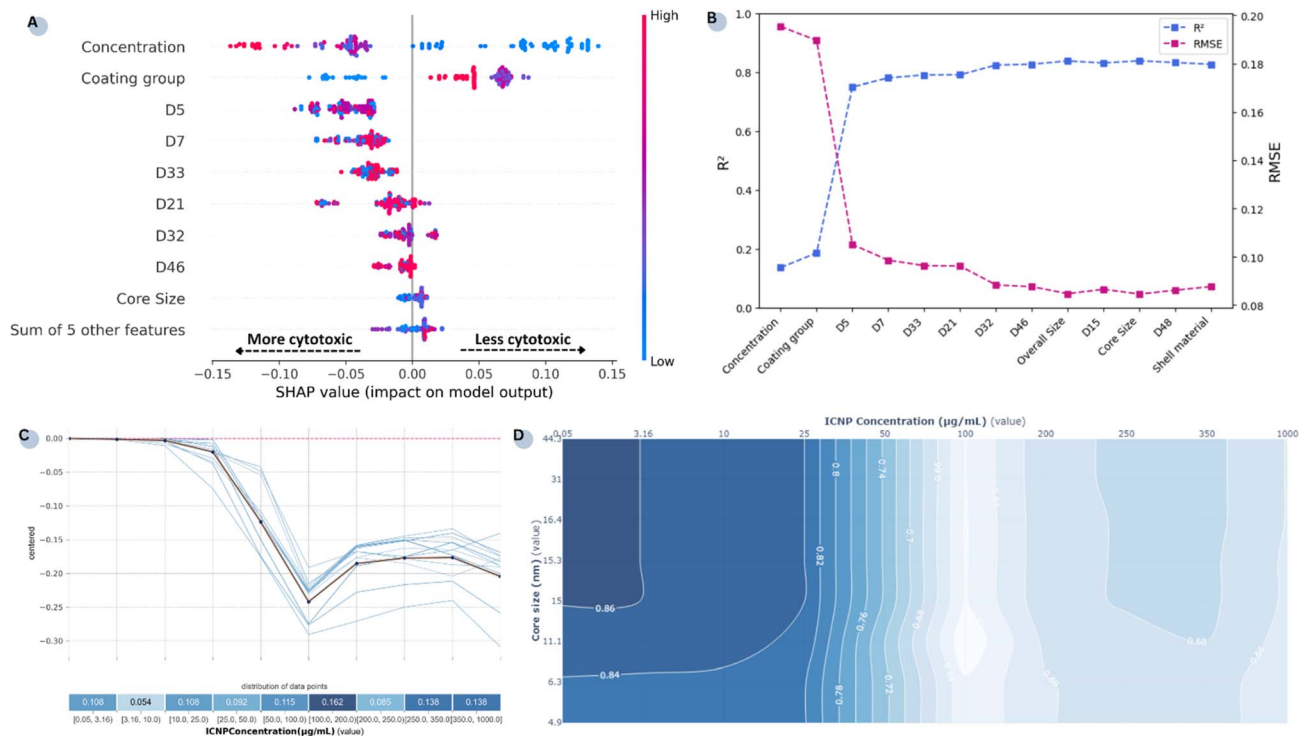 A
High
Concentration
Coating group
D5
D7
D33
D21
D32
D46
Core Size
Sum of 5 other features
More cytotoxic
Less cytotoxic
Low
−0.15 −0.10 −0.05 0.00 0.05 0.10 0.15
SHAP value (impact on model output)
B
1.0
0.8
0.6
0.4
0.2
0.0
R²
R²
RMSE
0.20
0.18
0.16
0.14
0.12
0.10
0.08
RMSE
Concentration
Coating group
D5
D7
D33
D21
D32
D46
Overall Size
D15
Core Size
D48
Shell material
C
0.00
−0.05
−0.10
−0.15
−0.20
−0.25
−0.30
centered
distribution of data points
0.108 0.054 0.108 0.092 0.115 0.162 0.085 0.138 0.138
[0.05, 3.16) [3.16, 10.0) [10.0, 25.0) [25.0, 50.0) [50.0, 100.0) [100.0, 200.0) [200.0, 250.0) [250.0, 350.0) [350.0, 1000.0]
ICNPConcentration(μg/mL) (value)
D
ICNP Concentration (μg/mL) (value)
0.05 3.16 10 25 50 100 200 250 350 1000
Core size (nm) (value)
31
16.4
15.3
15
11.1
6.3
4.9
0.86
0.84
0.82
0.8
0.78
0.76
0.74
0.72
0.7
0.68
0.66
0.68
0.66